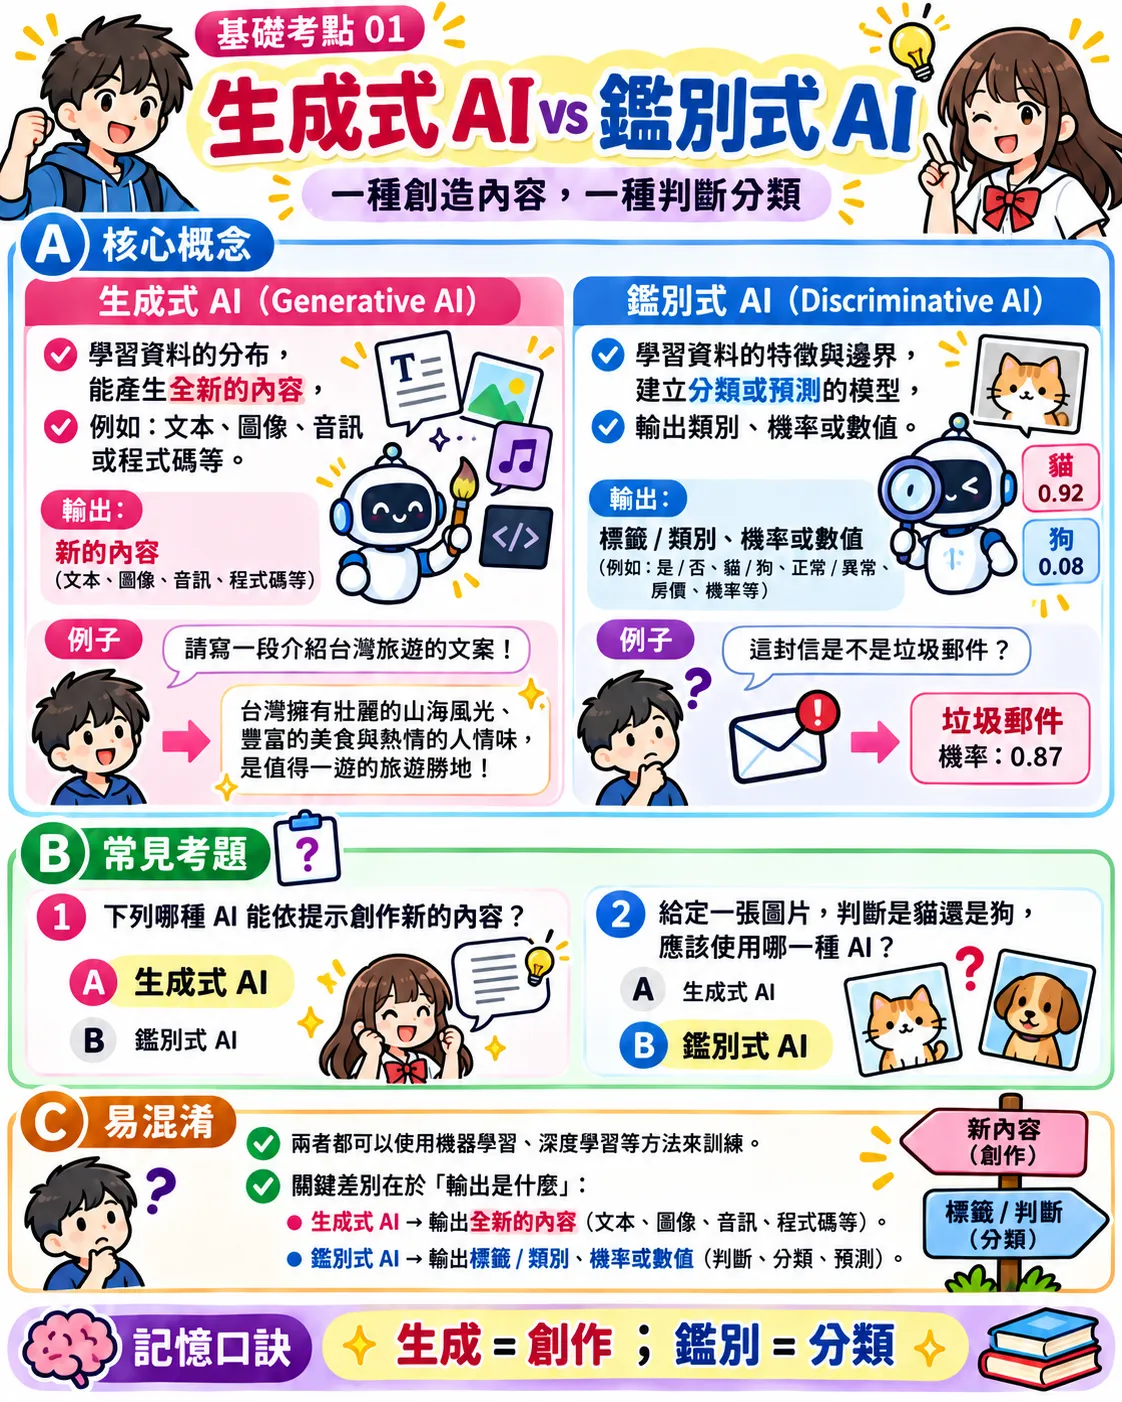 基礎考點 01
生成式 AI vs 鑑別式 AI
一種創造內容，一種判斷分類
A 核心概念
生成式 AI（Generative AI）
學習資料的分布，
能產生全新的內容，
例如：文本、圖像、音訊
或程式碼等。
T
</>
輸出：
新的內容
（文本、圖像、音訊、程式碼等）
例子
請寫一段介紹台灣旅遊的文案！
台灣擁有壯麗的山海風光、
豐富的美食與熱情的人情味，
是值得一遊的旅遊勝地！
鑑別式 AI（Discriminative AI）
學習資料的特徵與邊界，
建立分類或預測的模型，
輸出類別、機率或數值。
貓
0.92
狗
0.08
輸出：
標籤 / 類別、機率或數值
（例如：是 / 否、貓 / 狗、正常 / 異常、
房價、機率等）
例子
這封信是不是垃圾郵件？
?
!
垃圾郵件
機率：0.87
B 常見考題
?
1 下列哪種 AI 能依提示創作新的內容？
A 生成式 AI
B 鑑別式 AI
2 給定一張圖片，判斷是貓還是狗，
應該使用哪一種 AI？
A 生成式 AI
B 鑑別式 AI
?
C 易混淆
?
兩者都可以使用機器學習、深度學習等方法來訓練。
關鍵差別在於「輸出是什麼」：
生成式 AI → 輸出全新的內容（文本、圖像、音訊、程式碼等）。
鑑別式 AI → 輸出標籤 / 類別、機率或數值（判斷、分類、預測）。
新內容
（創作）
標籤 / 判斷
（分類）
記憶口訣
生成 = 創作 ； 鑑別 = 分類